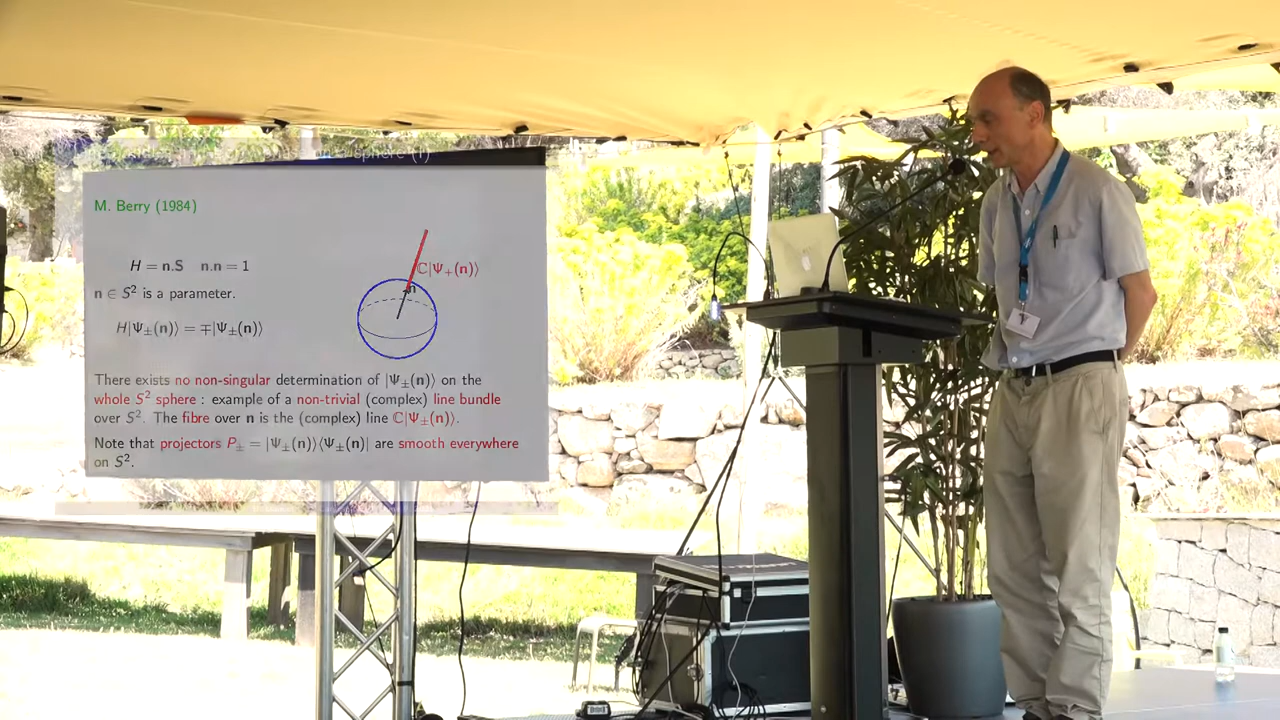 sphere (I)
M. Berry (1984)
H = n.S n.n = 1
n ∈ S² is a parameter.
H|Ψ±(n)⟩ = ∓|Ψ±(n)⟩
ℂ|Ψ₊(n)⟩
n
There exists no non-singular determination of |Ψ±(n)⟩ on the
whole S² sphere : example of a non-trivial (complex) line bundle
over S². The fibre over n is the (complex) line ℂ|Ψ±(n)⟩.
Note that projectors P± = |Ψ±(n)⟩⟨Ψ±(n)| are smooth everywhere
on S².